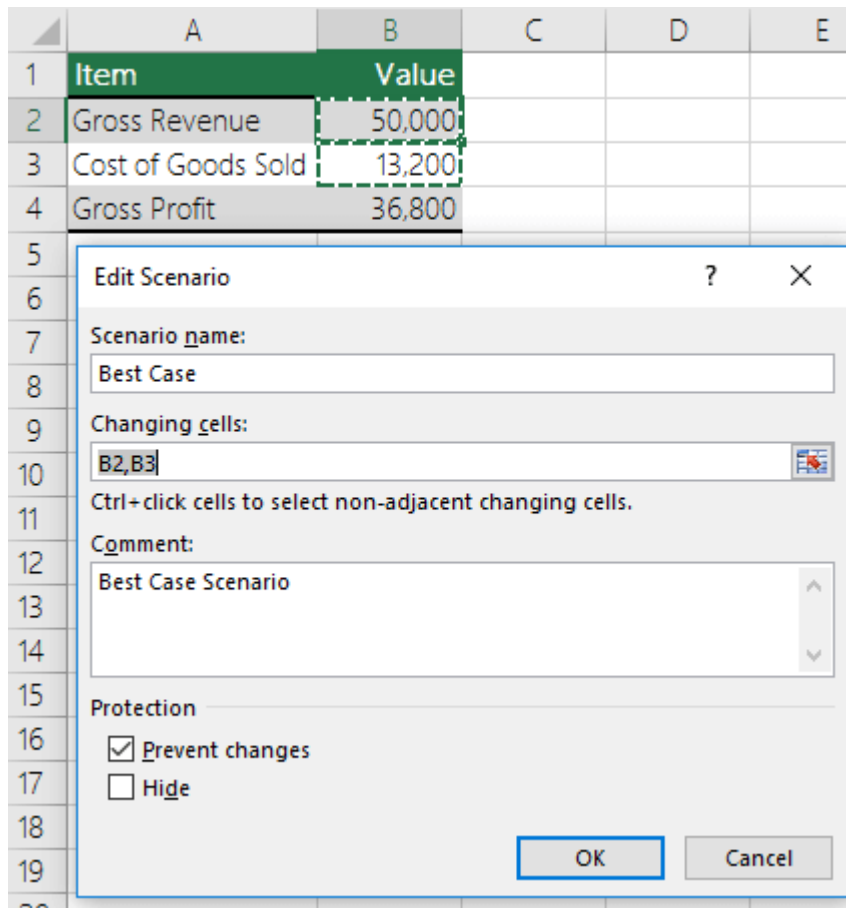 A B C D E
1 Item Value
2 Gross Revenue 50,000
3 Cost of Goods Sold 13,200
4 Gross Profit 36,800
5
Edit Scenario ? X
6
7 Scenario name:
8 Best Case
9 Changing cells:
10 B2,B3
11 Ctrl+click cells to select non-adjacent changing cells.
12 Comment:
13 Best Case Scenario
14
15 Protection
16 Prevent changes
17 Hide
18
19 OK Cancel